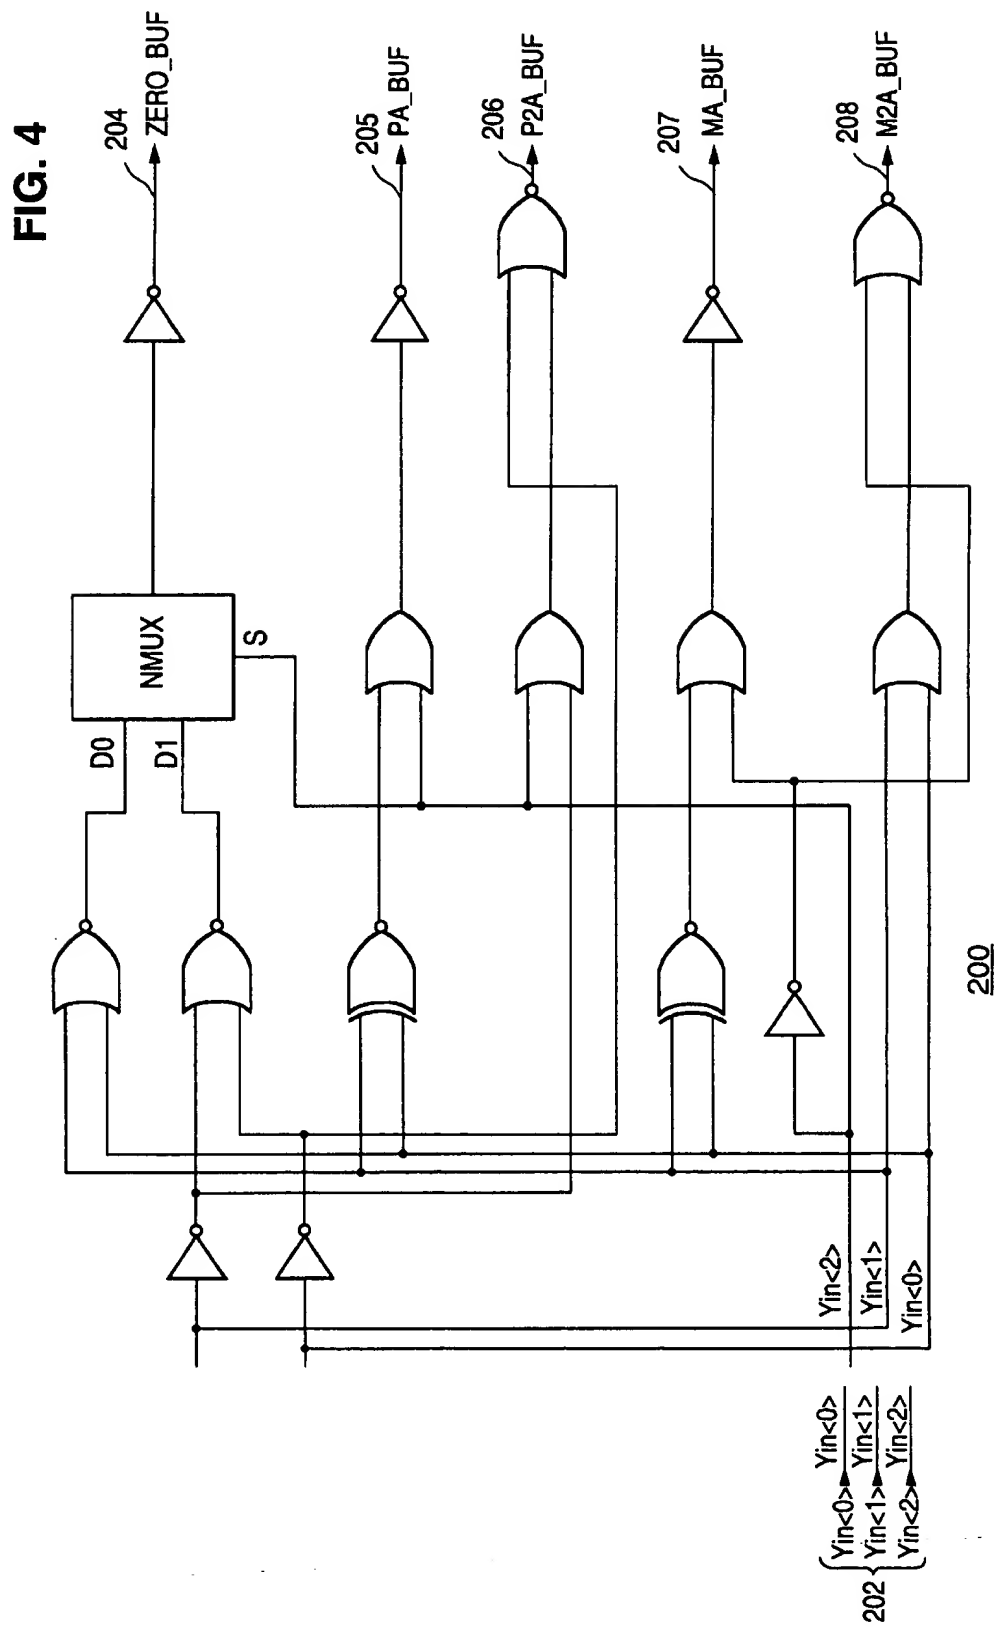 FIG. 4
204
ZERO_BUF
205
PA_BUF
206
P2A_BUF
207
MA_BUF
208
M2A_BUF
NMUX
D0
D1
S
Yin<2>
Yin<1>
Yin<0>
Yin<0> Yin<0>
Yin<1> Yin<1>
Yin<2> Yin<2>
202
200